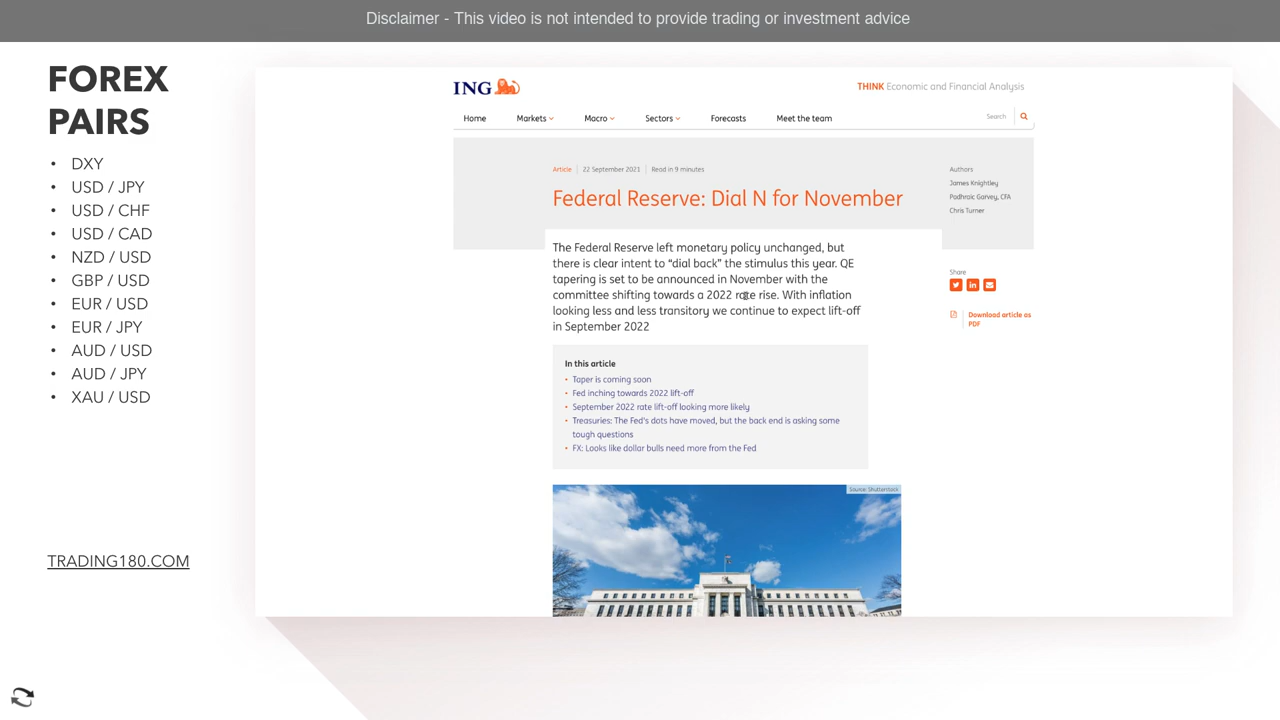 Disclaimer - This video is not intended to provide trading or investment advice
FOREX
PAIRS
• DXY
• USD / JPY
• USD / CHF
• USD / CAD
• NZD / USD
• GBP / USD
• EUR / USD
• EUR / JPY
• AUD / USD
• AUD / JPY
• XAU / USD
TRADING180.COM
ING
THINK Economic and Financial Analysis
Home Markets Macro Sectors Forecasts Meet the team Search
Article | 22 September 2021 | Read in 9 minutes
Federal Reserve: Dial N for November
Authors
James Knightley
Padhraic Garvey, CFA
Chris Turner
The Federal Reserve left monetary policy unchanged, but
there is clear intent to “dial back” the stimulus this year. QE
tapering is set to be announced in November with the
committee shifting towards a 2022 rate rise. With inflation
looking less and less transitory we continue to expect lift-off
in September 2022
Share
Download article as
PDF
In this article
• Taper is coming soon
• Fed inching towards 2022 lift-off
• September 2022 rate lift-off looking more likely
• Treasuries: The Fed's dots have moved, but the back end is asking some
tough questions
• FX: Looks like dollar bulls need more from the Fed
Source: Shutterstock